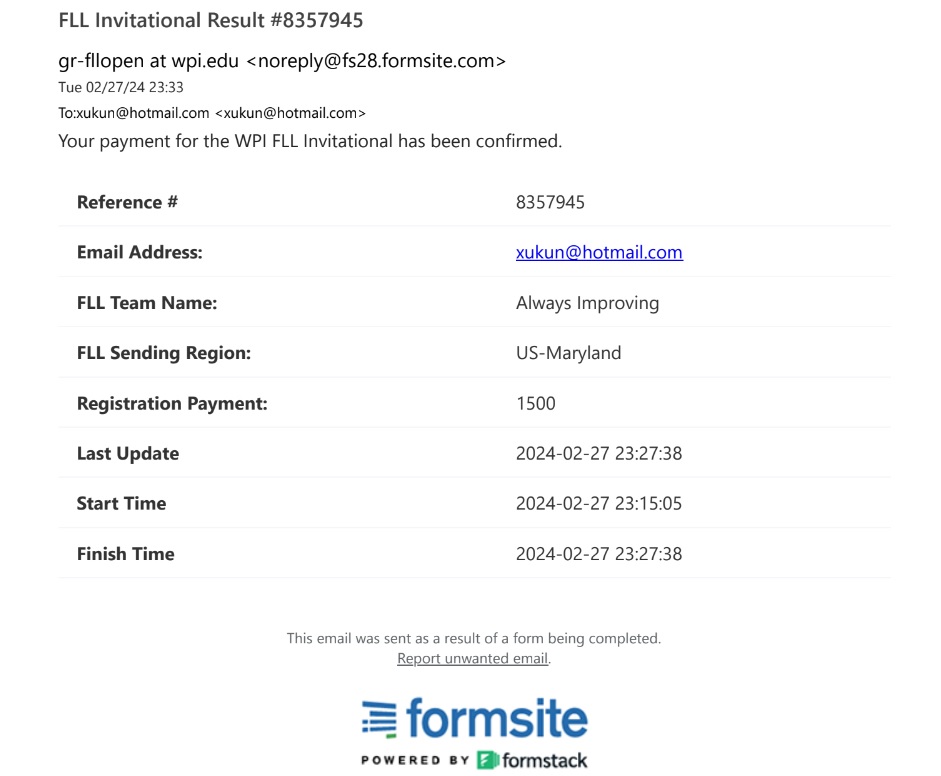 FLL Invitational Result #8357945
gr-fllopen at wpi.edu <noreply@fs28.formsite.com>
Tue 02/27/24 23:33
To:xukun@hotmail.com <xukun@hotmail.com>
Your payment for the WPI FLL Invitational has been confirmed.
Reference # 8357945
Email Address: xukun@hotmail.com
FLL Team Name: Always Improving
FLL Sending Region: US-Maryland
Registration Payment: 1500
Last Update 2024-02-27 23:27:38
Start Time 2024-02-27 23:15:05
Finish Time 2024-02-27 23:27:38
This email was sent as a result of a form being completed.
Report unwanted email.
formsite
POWERED BY formstack